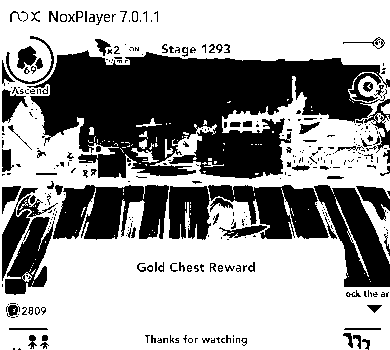 nox NoxPlayer 7.0.1.1
x2 ON
Stage 1293
69
Ascend
Gold Chest Reward
ock the ar
2809
Thanks for watching